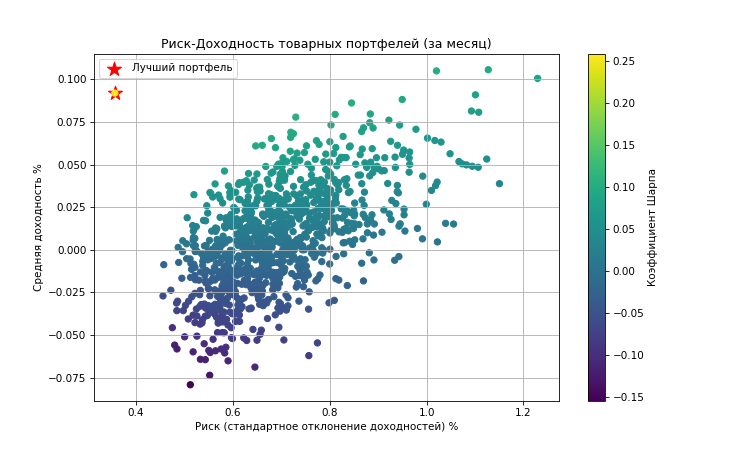 Риск-Доходность товарных портфелей (за месяц)
Лучший портфель
0.100
0.075
0.050
0.025
0.000
−0.025
−0.050
−0.075
Средняя доходность %
0.4 0.6 0.8 1.0 1.2
Риск (стандартное отклонение доходностей) %
0.25
0.20
0.15
0.10
0.05
0.00
−0.05
−0.10
−0.15
Коэффициент Шарпа